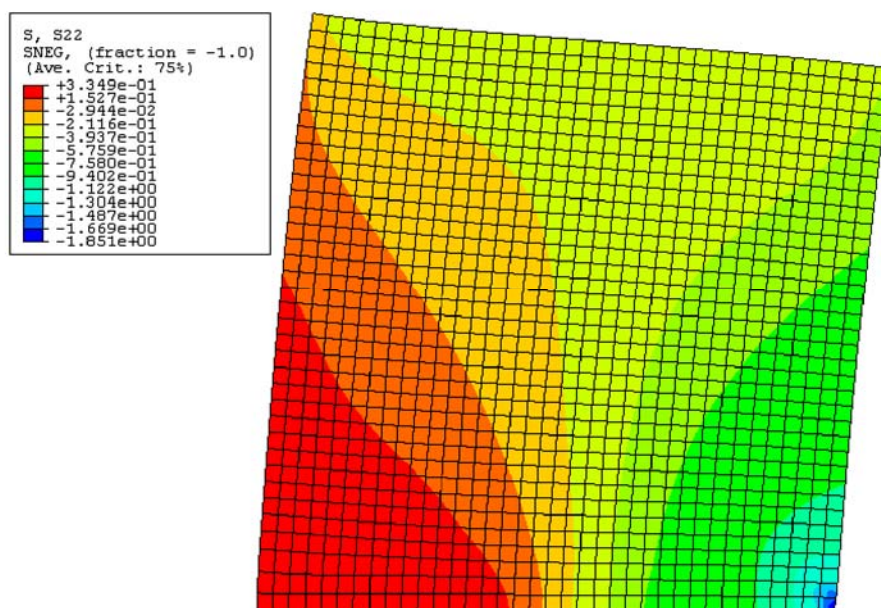 S, S22
SNEG, (fraction = -1.0)
(Ave. Crit.: 75%)
+3.349e-01
+1.527e-01
-2.944e-02
-2.116e-01
-3.937e-01
-5.759e-01
-7.580e-01
-9.402e-01
-1.122e+00
-1.304e+00
-1.487e+00
-1.669e+00
-1.851e+00